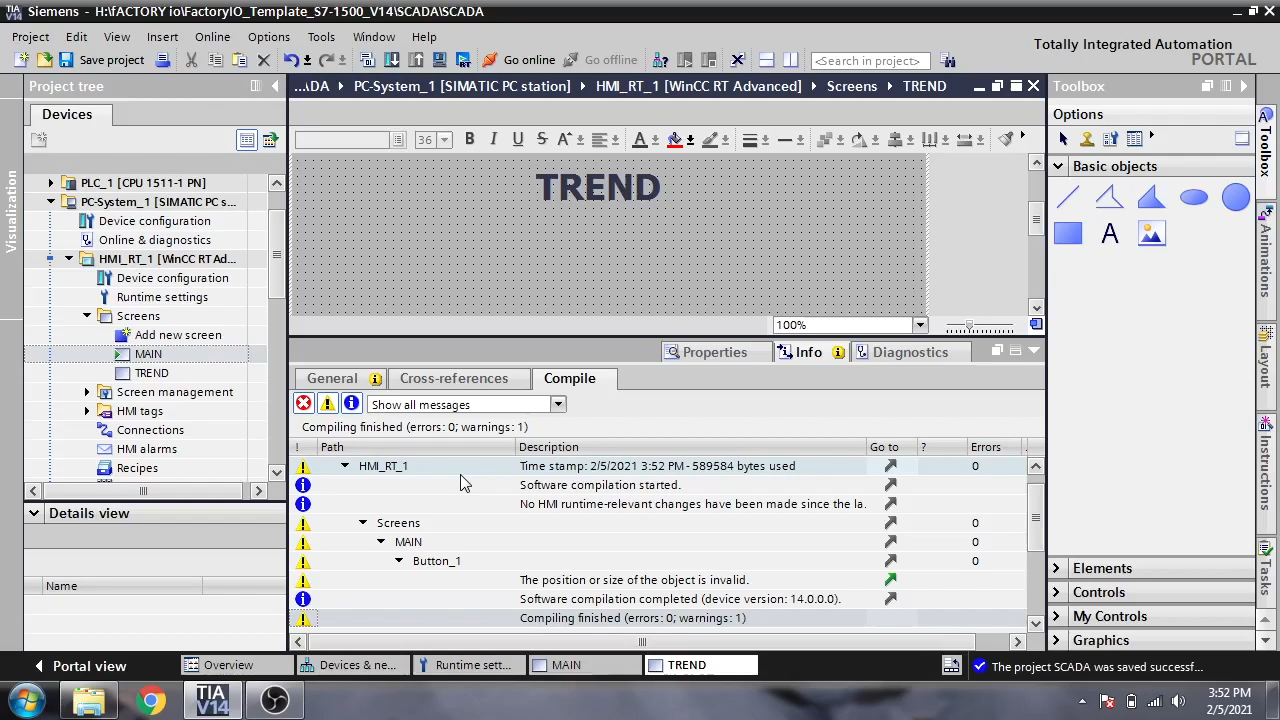 TIA
V14
Siemens - H:\fACTORY io\FactoryIO_Template_S7-1500_V14\SCADA\SCADA
Project Edit View Insert Online Options Tools Window Help
Totally Integrated Automation
PORTAL
Save project
Go online
Go offline
<Search in project>
Project tree
...\DA PC-System_1 [SIMATIC PC station] HMI_RT_1 [WinCC RT Advanced] Screens TREND
Toolbox
Devices
Options
36
B I U S A
Visualization
PLC_1 [CPU 1511-1 PN]
PC-System_1 [SIMATIC PC s...
Device configuration
Online & diagnostics
HMI_RT_1 [WinCC RT Ad...
Device configuration
Runtime settings
Screens
Add new screen
MAIN
TREND
Screen management
HMI tags
Connections
HMI alarms
Recipes
Details view
Name
TREND
100%
Properties
Info
Diagnostics
General
Cross-references
Compile
Show all messages
Compiling finished (errors: 0; warnings: 1)
! Path Description Go to ? Errors
HMI_RT_1 Time stamp: 2/5/2021 3:52 PM - 589584 bytes used 0
Software compilation started.
No HMI runtime-relevant changes have been made since the la.
Screens 0
MAIN 0
Button_1 0
The position or size of the object is invalid.
Software compilation completed (device version: 14.0.0.0).
Compiling finished (errors: 0; warnings: 1)
Basic objects
A
Elements
Controls
My Controls
Graphics
Toolbox
Animations
Layout
Instructions
Tasks
Portal view
Overview
Devices & ne...
Runtime sett...
MAIN
TREND
The project SCADA was saved successf...
TIA
V14
3:52 PM
2/5/2021